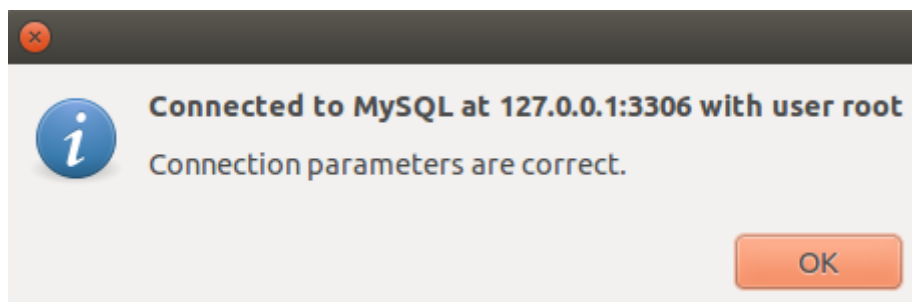 Connected to MySQL at 127.0.0.1:3306 with user root
Connection parameters are correct.
OK